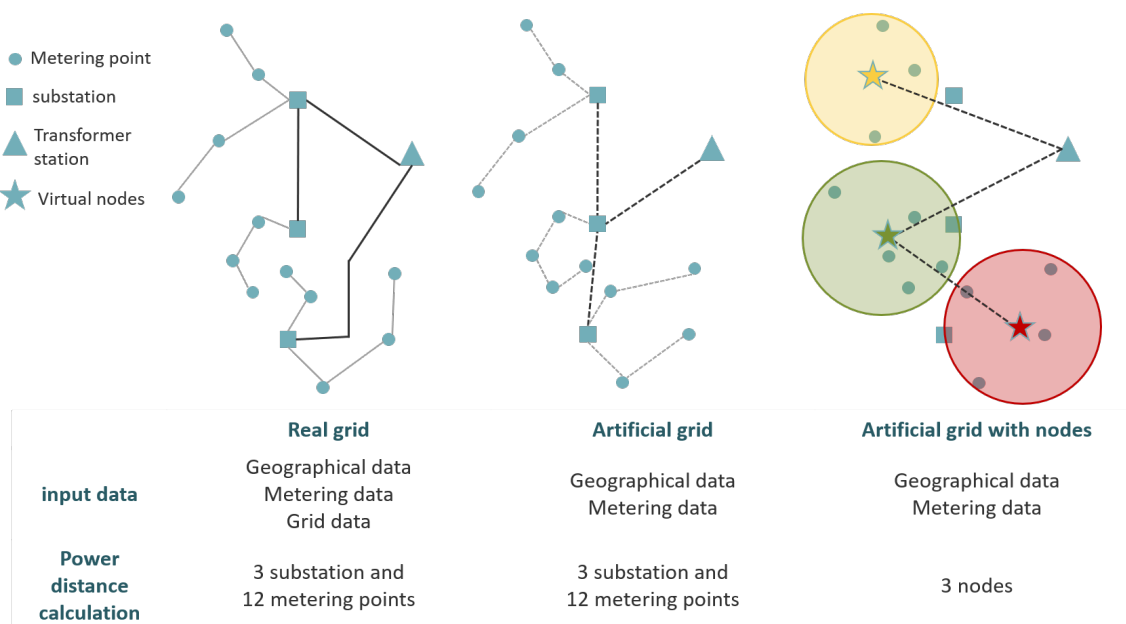 Metering point
substation
Transformer
station
Virtual nodes
Real grid
Artificial grid
Artificial grid with nodes
input data
Geographical data
Metering data
Grid data
Geographical data
Metering data
Geographical data
Metering data
Power
distance
calculation
3 substation and
12 metering points
3 substation and
12 metering points
3 nodes